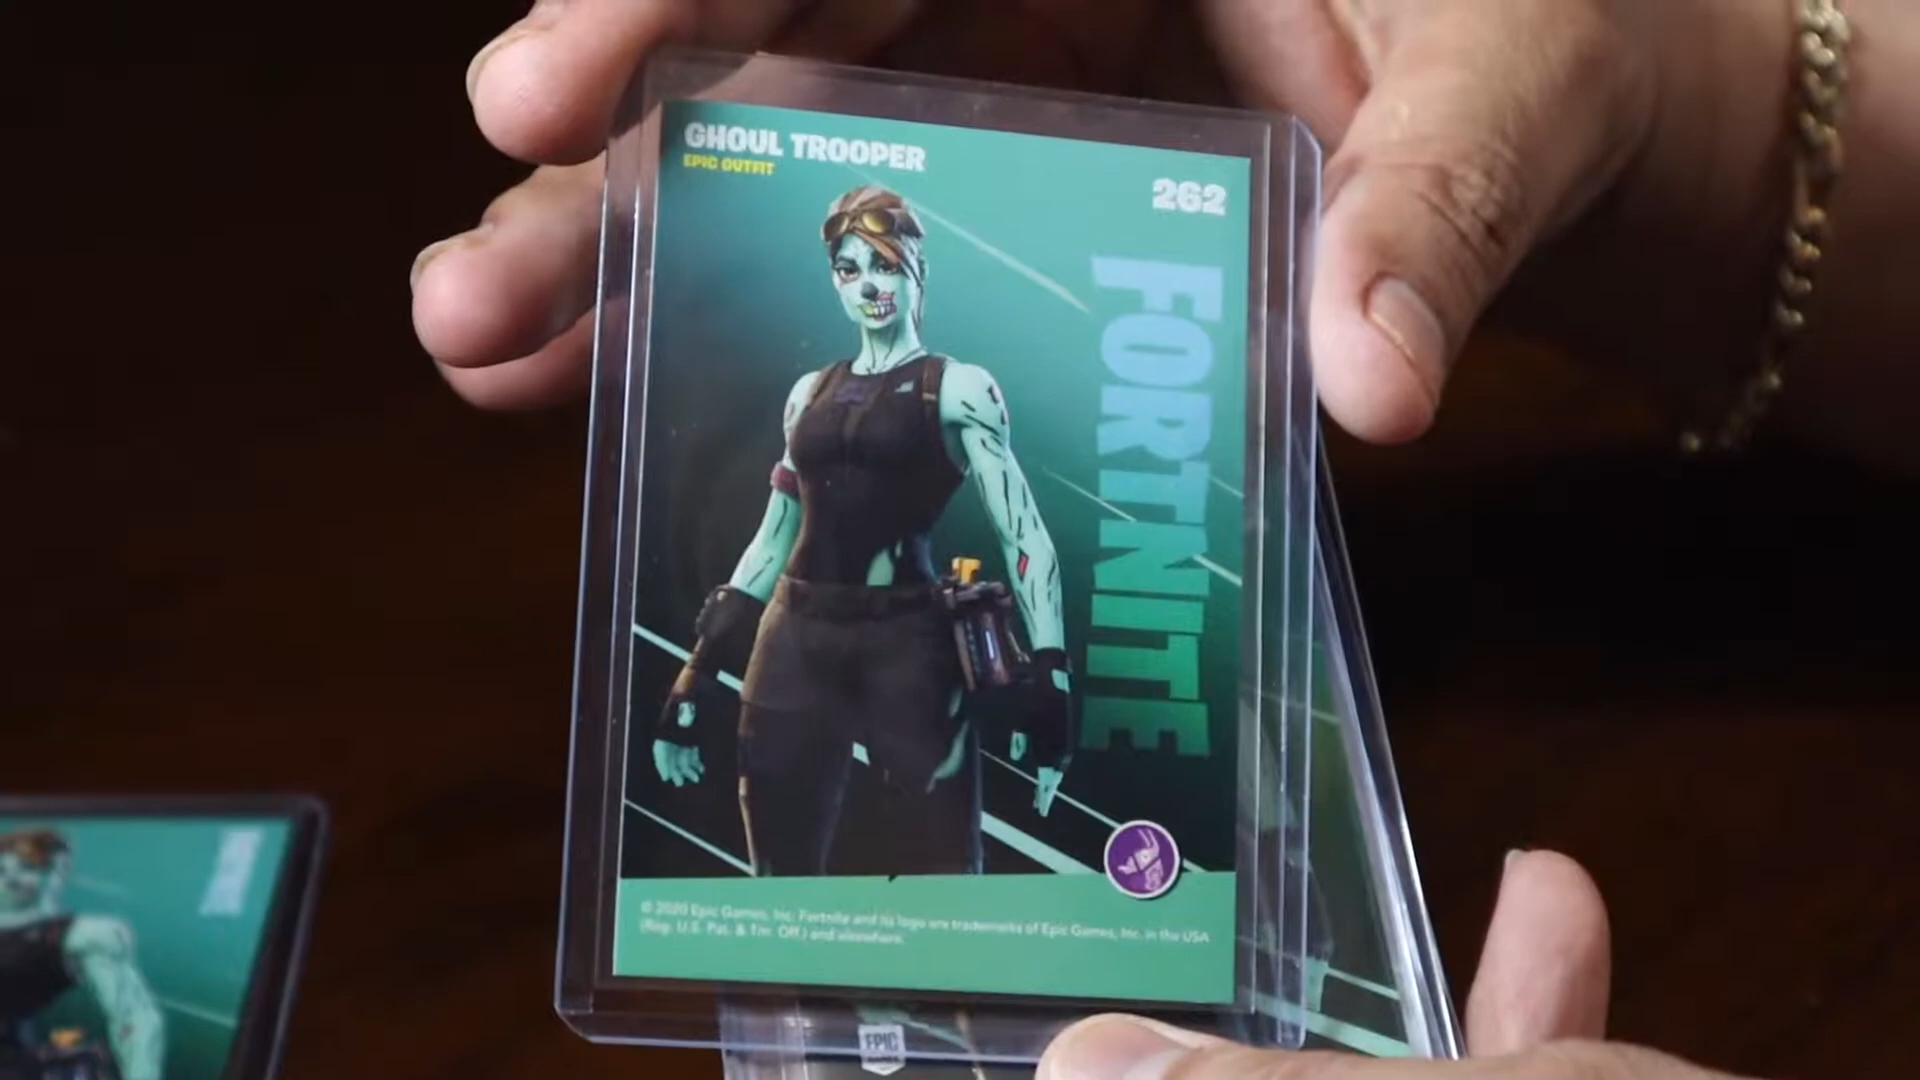 GHOUL TROOPER
EPIC OUTFIT
262
FORTNITE
© 2020 Epic Games, Inc. Fortnite and its logo are trademarks of Epic Games, Inc. in the USA
(Reg. U.S. Pat. & Tm. Off.) and elsewhere.
EPIC
GAMES